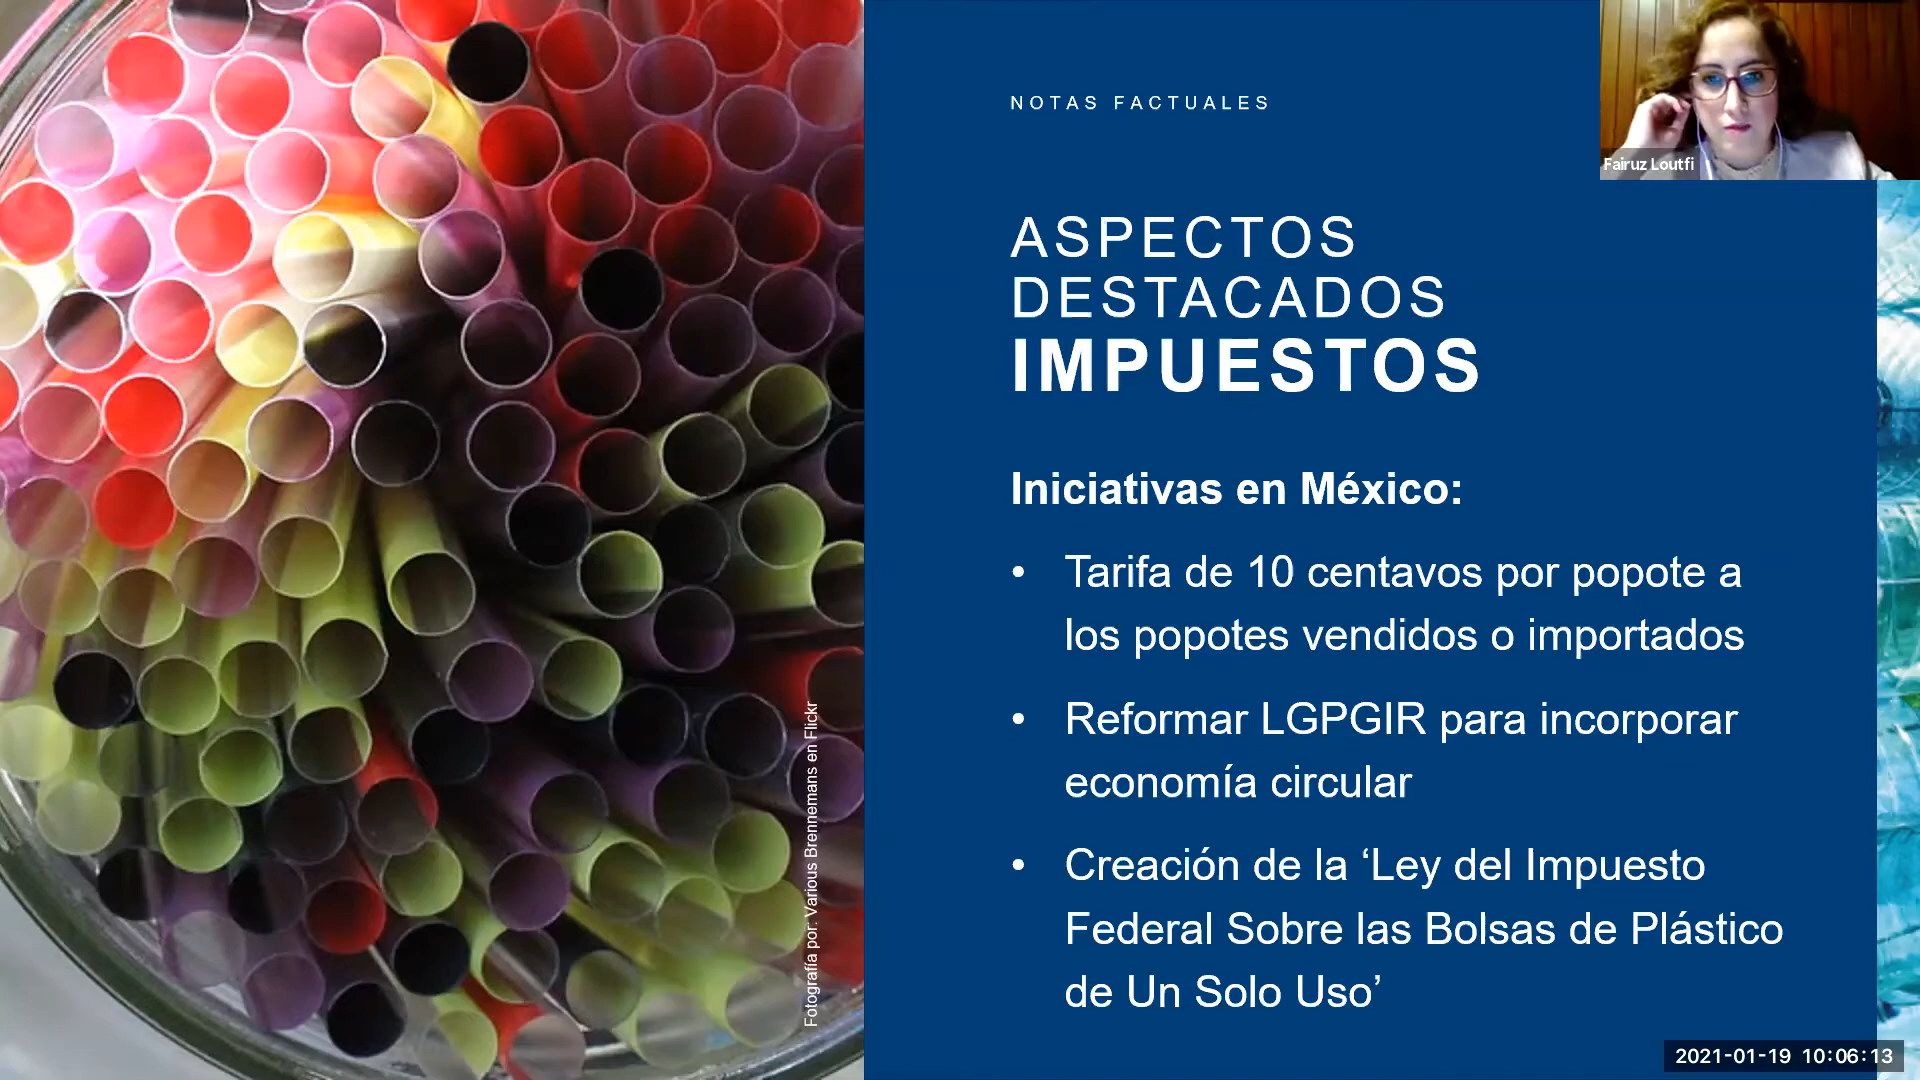 NOTAS FACTUALES
Fairuz Loutfi
ASPECTOS
DESTACADOS
IMPUESTOS
Iniciativas en México:
• Tarifa de 10 centavos por popote a
los popotes vendidos o importados
• Reformar LGPGIR para incorporar
economía circular
• Creación de la ‘Ley del Impuesto
Federal Sobre las Bolsas de Plástico
de Un Solo Uso’
Fotografía por: Various Brennemans en Flickr
2021-01-19 10:06:13